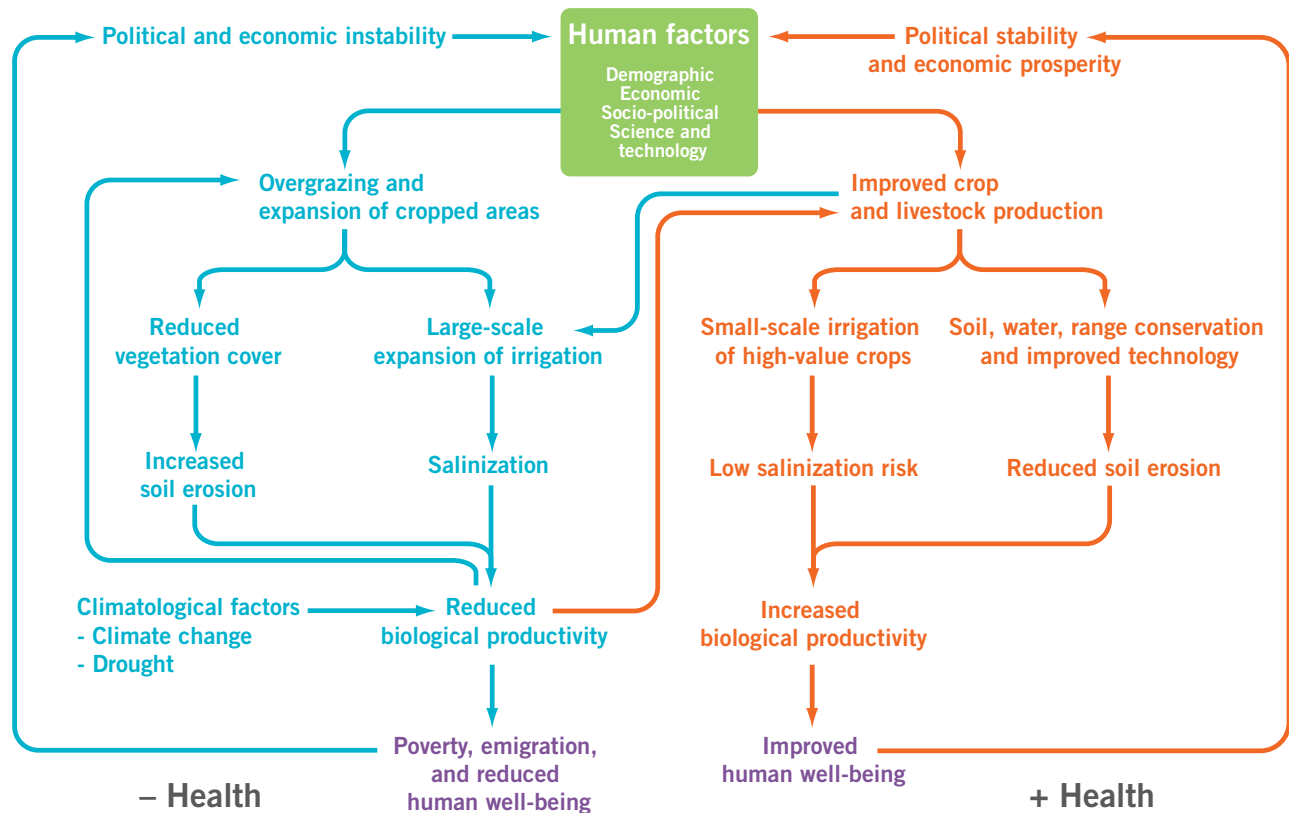 Political and economic instability
Human factors
Demographic
Economic
Socio-political
Science and
technology
Political stability
and economic prosperity
Overgrazing and
expansion of cropped areas
Improved crop
and livestock production
Reduced
vegetation cover
Large-scale
expansion of irrigation
Small-scale irrigation
of high-value crops
Soil, water, range conservation
and improved technology
Increased
soil erosion
Salinization
Low salinization risk
Reduced soil erosion
Climatological factors
- Climate change
- Drought
Reduced
biological productivity
Increased
biological productivity
Poverty, emigration,
and reduced
human well-being
Improved
human well-being
– Health
+ Health